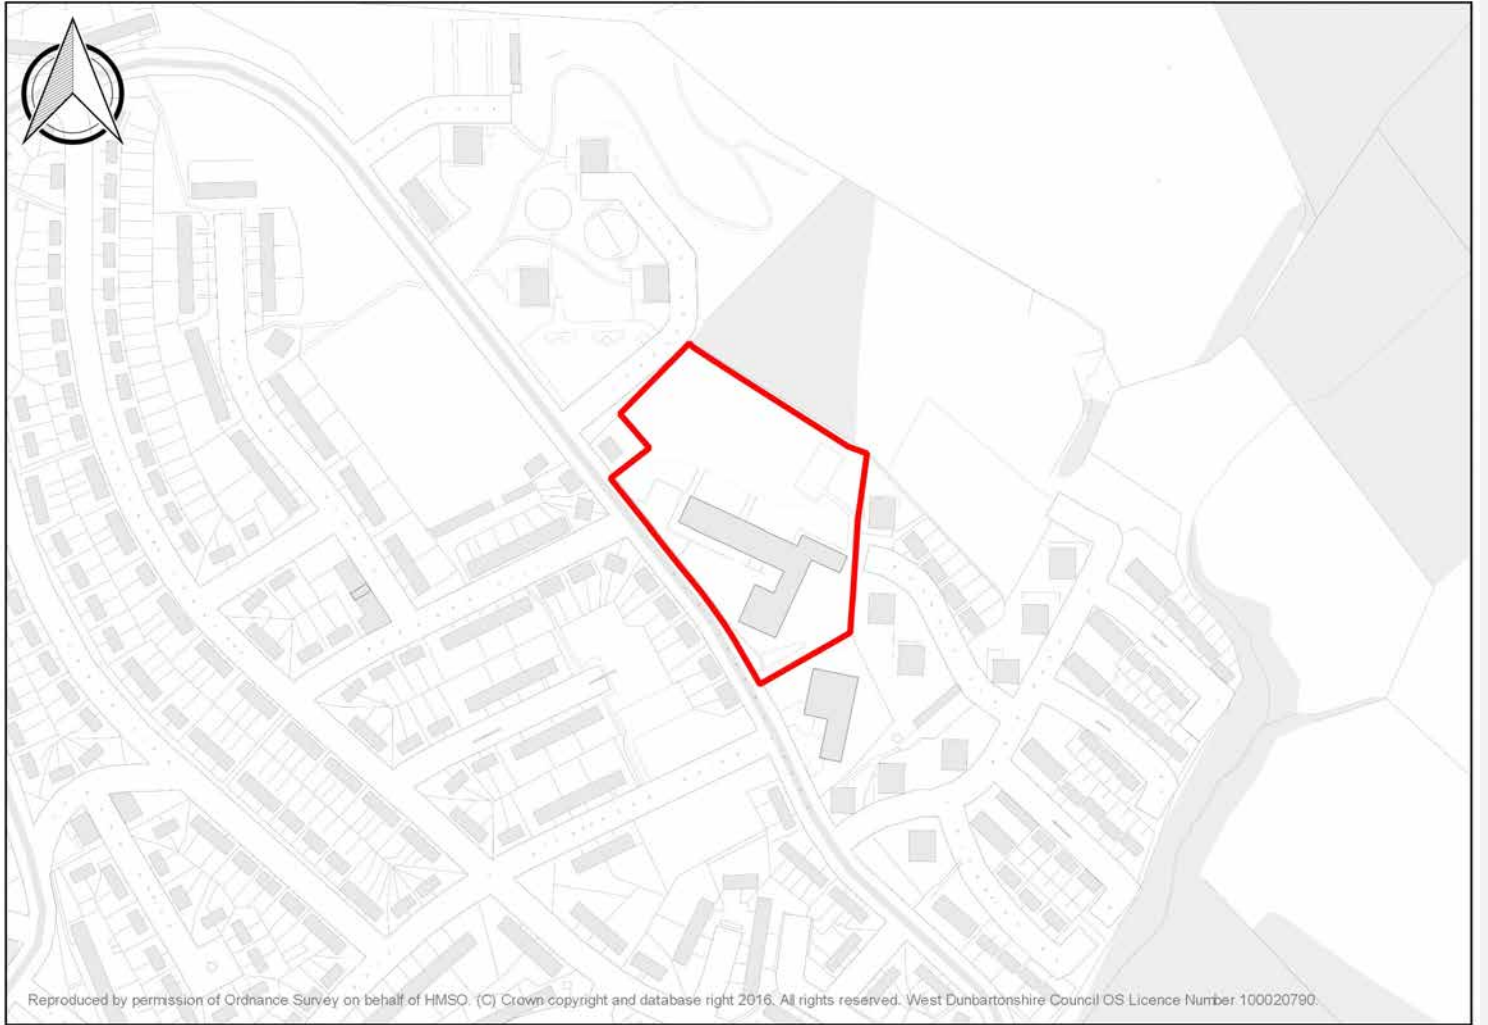 Reproduced by permission of Ordnance Survey on behalf of HMSO. (C) Crown copyright and database right 2016. All rights reserved. West Dunbartonshire Council OS Licence Number 100020790.